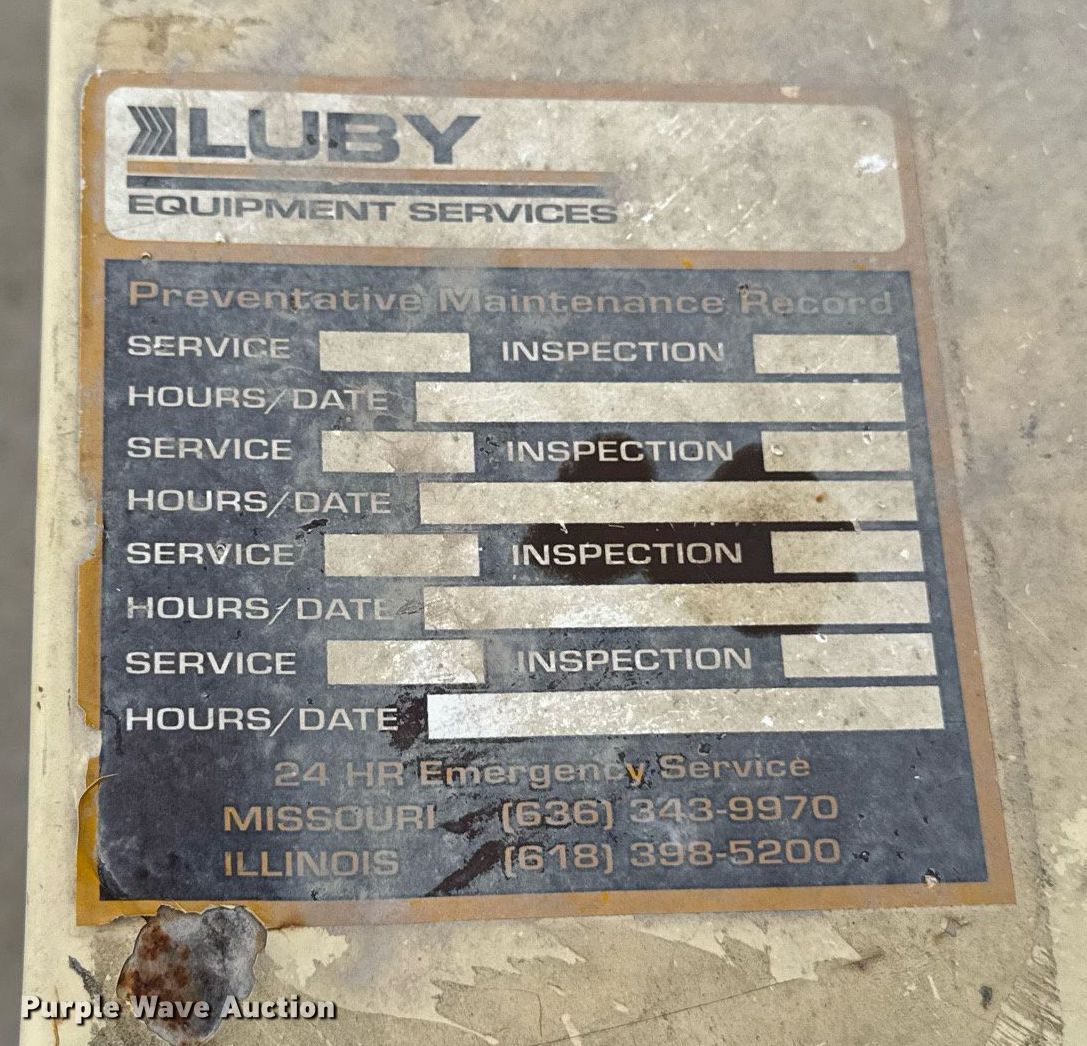 LUBY
EQUIPMENT SERVICES
Preventative Maintenance Record
SERVICE INSPECTION
HOURS/DATE
SERVICE INSPECTION
HOURS/DATE
SERVICE INSPECTION
HOURS/DATE
SERVICE INSPECTION
HOURS/DATE
24 HR Emergency Service
MISSOURI (636) 343-9970
ILLINOIS (618) 398-5200
Purple Wave Auction